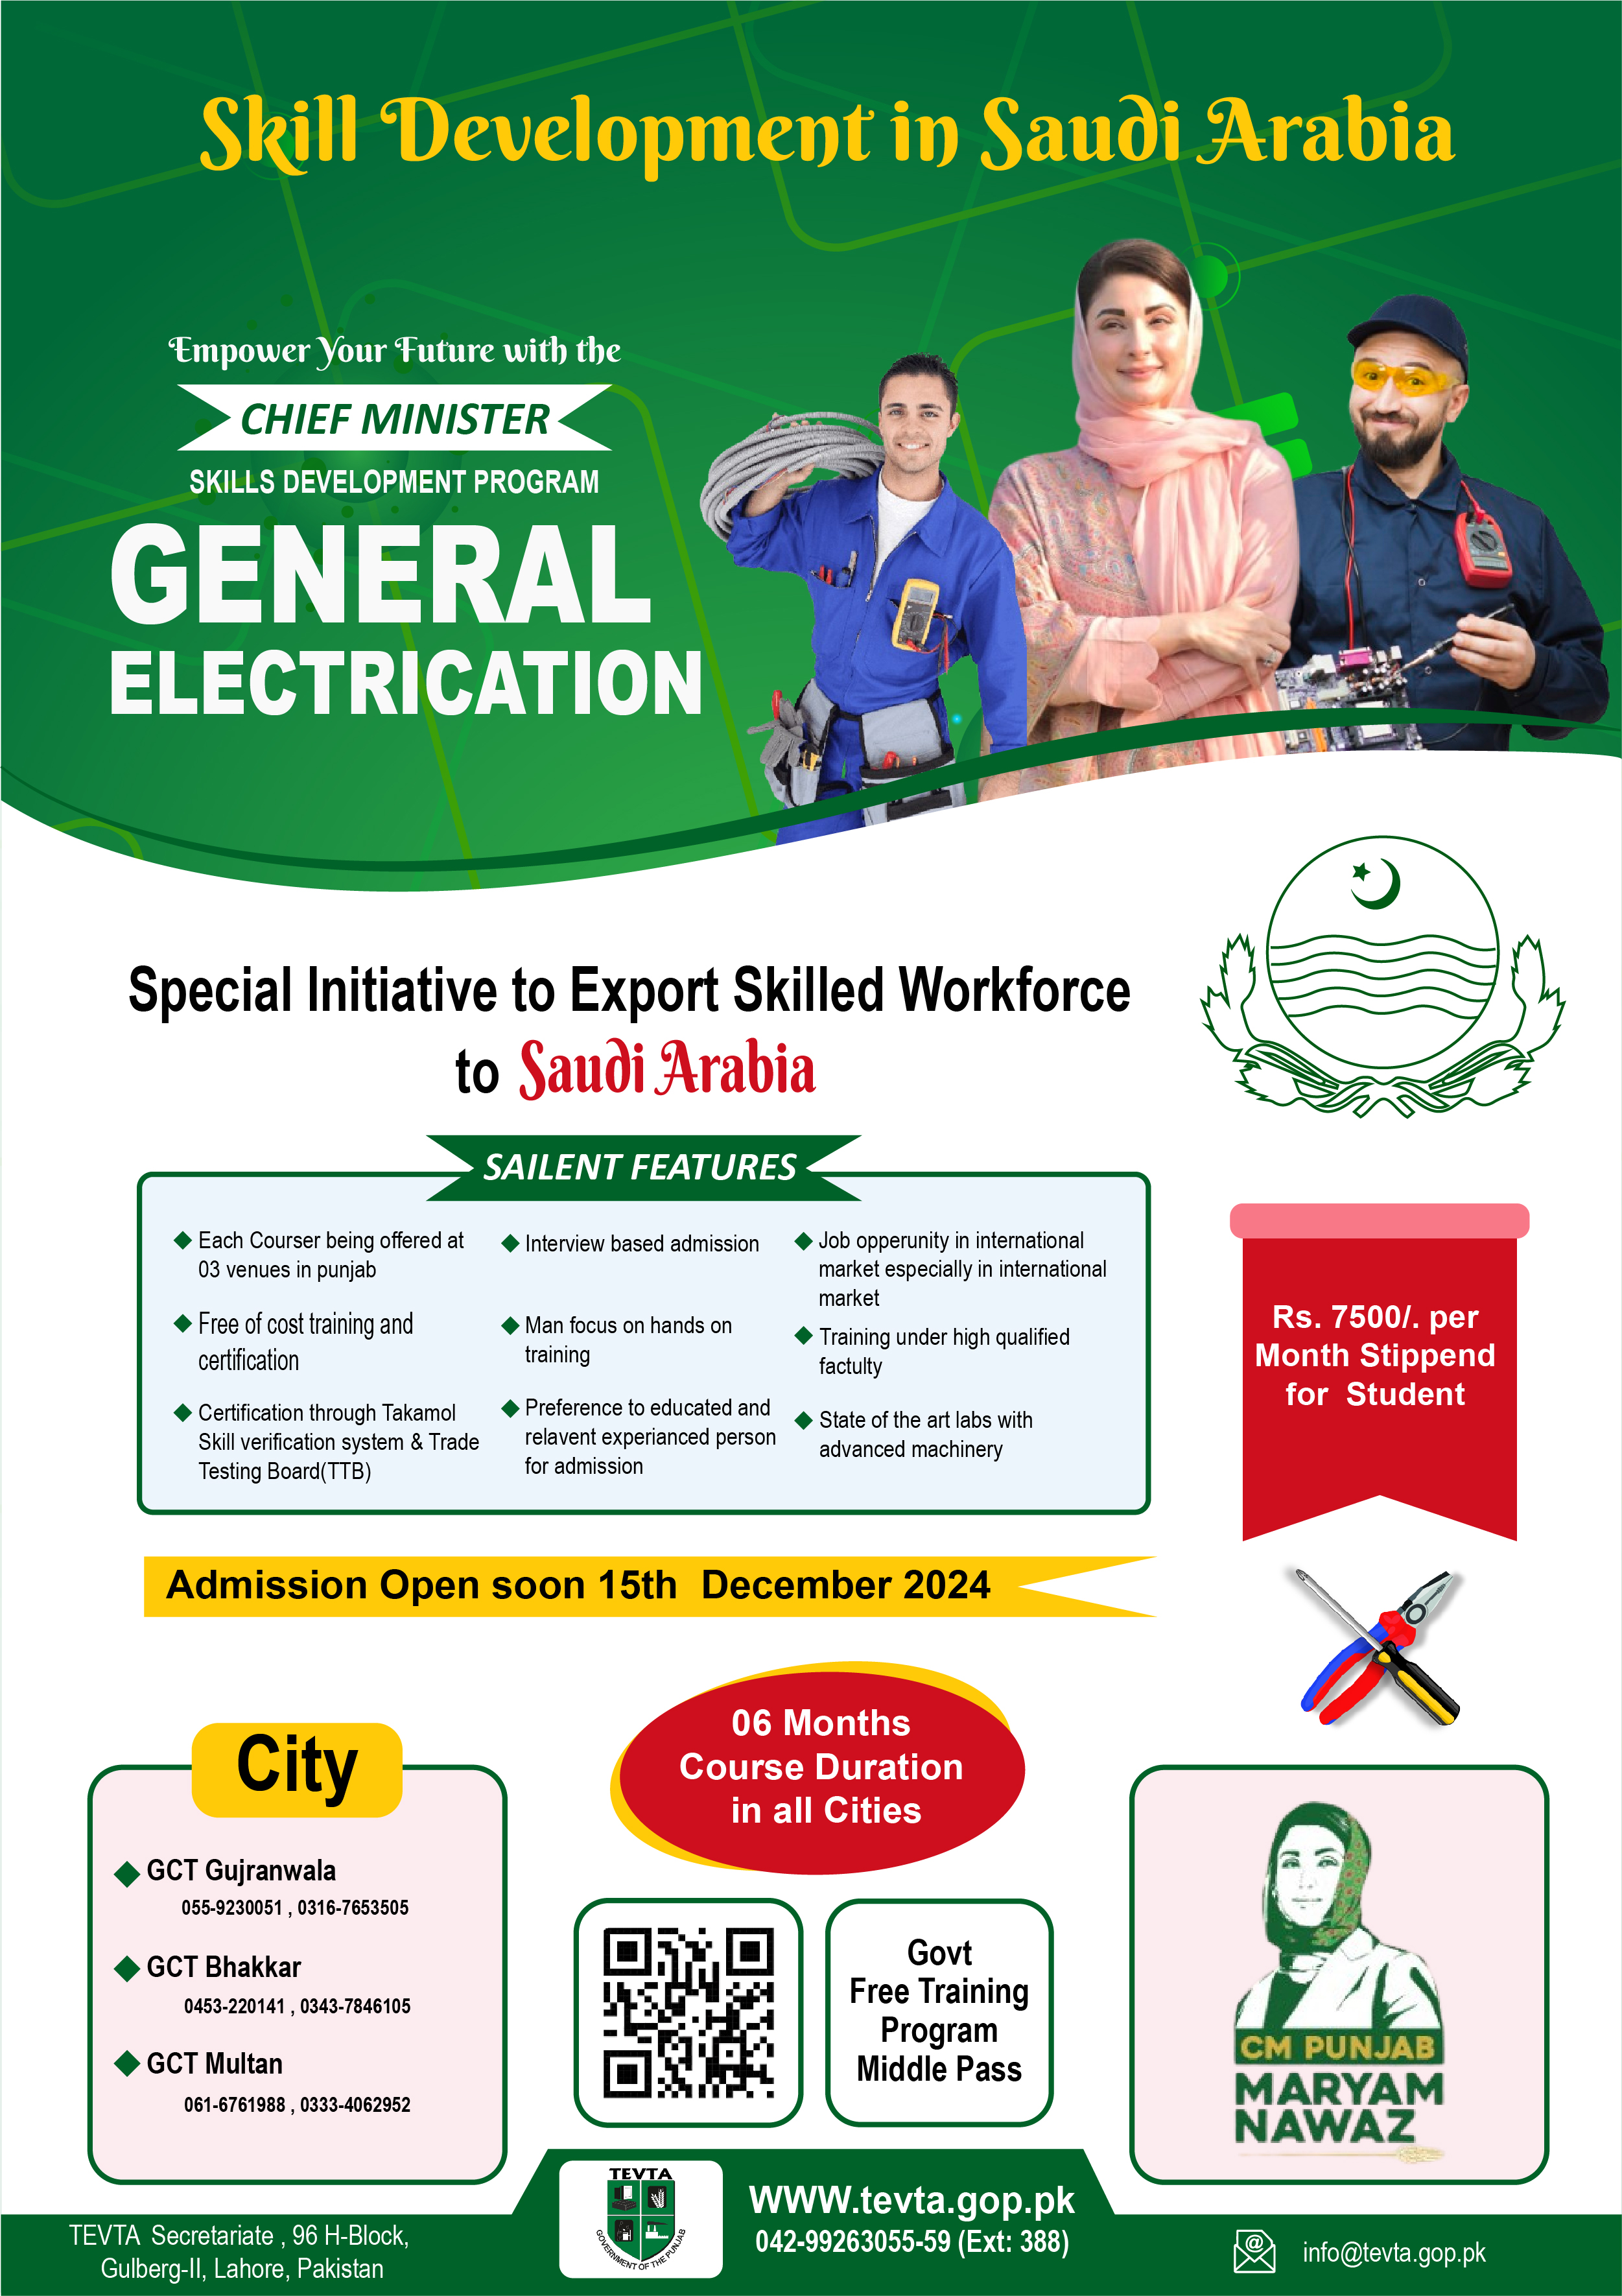 Skill Development in Saudi Arabia
Empower Your Future with the
CHIEF MINISTER
SKILLS DEVELOPMENT PROGRAM
GENERAL
ELECTRICATION
Special Initiative to Export Skilled Workforce
to Saudi Arabia
SAILENT FEATURES
Each Courser being offered at
03 venues in punjab
Free of cost training and
certification
Certification through Takamol
Skill verification system & Trade
Testing Board(TTB)
Interview based admission
Man focus on hands on
training
Preference to educated and
relavent experianced person
for admission
Job opperunity in international
market especially in international
market
Training under high qualified
factulty
State of the art labs with
advanced machinery
Rs. 7500/. per
Month Stippend
for Student
Admission Open soon 15th December 2024
City
GCT Gujranwala
055-9230051 , 0316-7653505
GCT Bhakkar
0453-220141 , 0343-7846105
GCT Multan
061-6761988 , 0333-4062952
06 Months
Course Duration
in all Cities
Govt
Free Training
Program
Middle Pass
CM PUNJAB
MARYAM
NAWAZ
TEVTA Secretariate , 96 H-Block,
Gulberg-II, Lahore, Pakistan
TEVTA
GOVERNMENT OF THE PUNJAB
WWW.tevta.gop.pk
042-99263055-59 (Ext: 388)
@
info@tevta.gop.pk